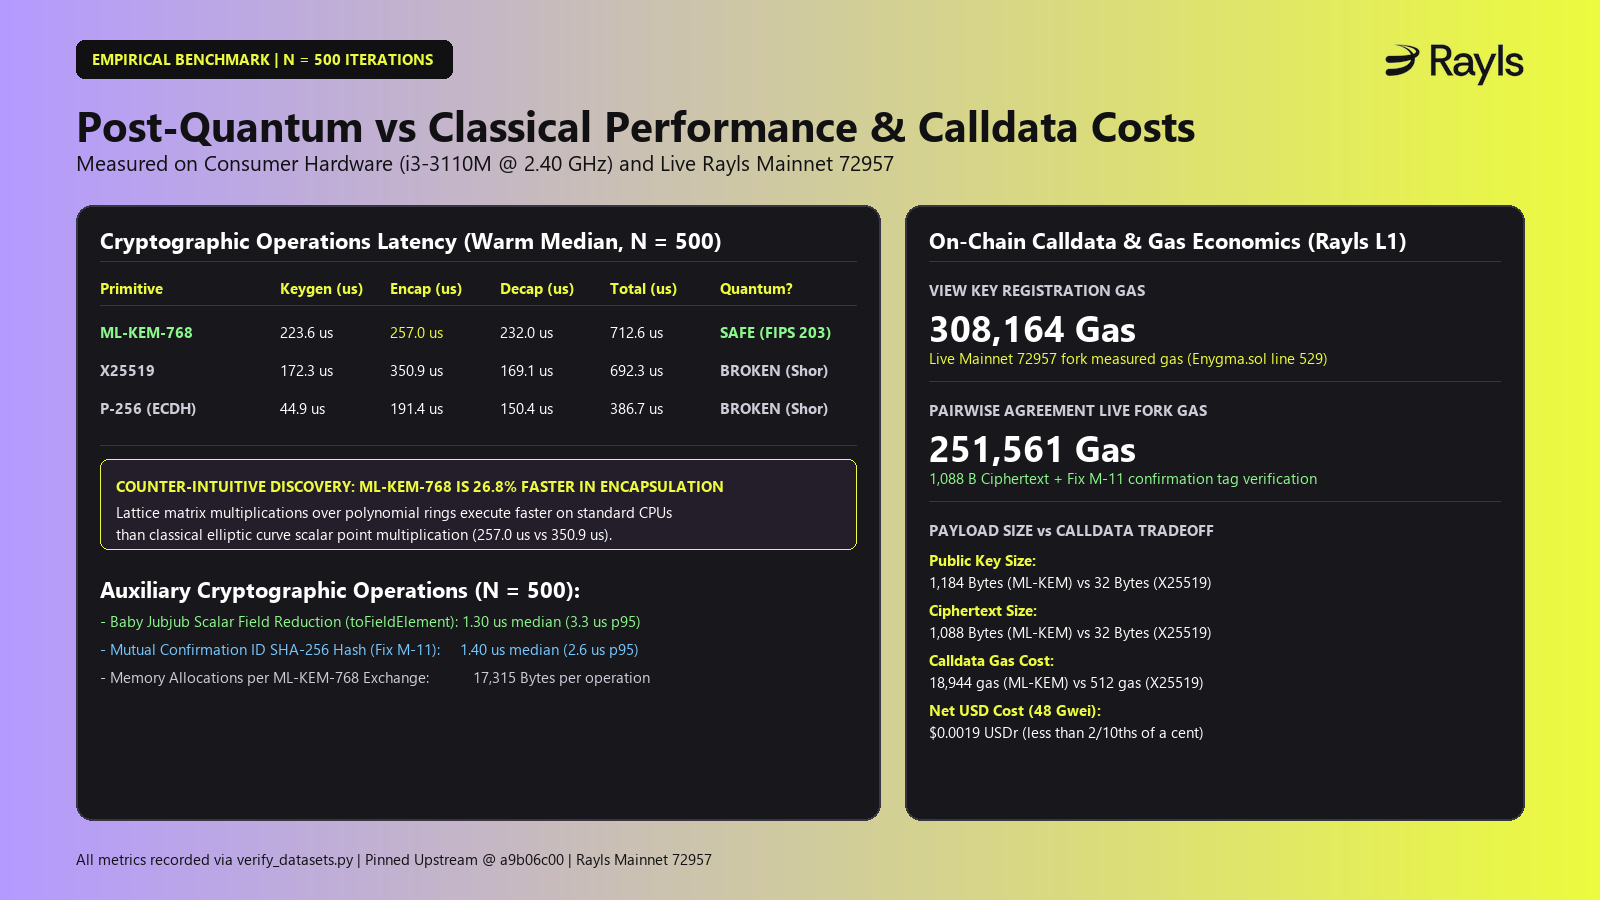 EMPIRICAL BENCHMARK | N = 500 ITERATIONS
Rayls
Post-Quantum vs Classical Performance & Calldata Costs
Measured on Consumer Hardware (i3-3110M @ 2.40 GHz) and Live Rayls Mainnet 72957
Cryptographic Operations Latency (Warm Median, N = 500)
Primitive Keygen (us) Encap (us) Decap (us) Total (us) Quantum?
ML-KEM-768 223.6 us 257.0 us 232.0 us 712.6 us SAFE (FIPS 203)
X25519 172.3 us 350.9 us 169.1 us 692.3 us BROKEN (Shor)
P-256 (ECDH) 44.9 us 191.4 us 150.4 us 386.7 us BROKEN (Shor)
COUNTER-INTUITIVE DISCOVERY: ML-KEM-768 IS 26.8% FASTER IN ENCAPSULATION
Lattice matrix multiplications over polynomial rings execute faster on standard CPUs
than classical elliptic curve scalar point multiplication (257.0 us vs 350.9 us).
Auxiliary Cryptographic Operations (N = 500):
- Baby Jubjub Scalar Field Reduction (toFieldElement): 1.30 us median (3.3 us p95)
- Mutual Confirmation ID SHA-256 Hash (Fix M-11): 1.40 us median (2.6 us p95)
- Memory Allocations per ML-KEM-768 Exchange: 17,315 Bytes per operation
On-Chain Calldata & Gas Economics (Rayls L1)
VIEW KEY REGISTRATION GAS
308,164 Gas
Live Mainnet 72957 fork measured gas (Enygma.sol line 529)
PAIRWISE AGREEMENT LIVE FORK GAS
251,561 Gas
1,088 B Ciphertext + Fix M-11 confirmation tag verification
PAYLOAD SIZE vs CALLDATA TRADEOFF
Public Key Size:
1,184 Bytes (ML-KEM) vs 32 Bytes (X25519)
Ciphertext Size:
1,088 Bytes (ML-KEM) vs 32 Bytes (X25519)
Calldata Gas Cost:
18,944 gas (ML-KEM) vs 512 gas (X25519)
Net USD Cost (48 Gwei):
$0.0019 USDr (less than 2/10ths of a cent)
All metrics recorded via verify_datasets.py | Pinned Upstream @ a9b06c00 | Rayls Mainnet 72957